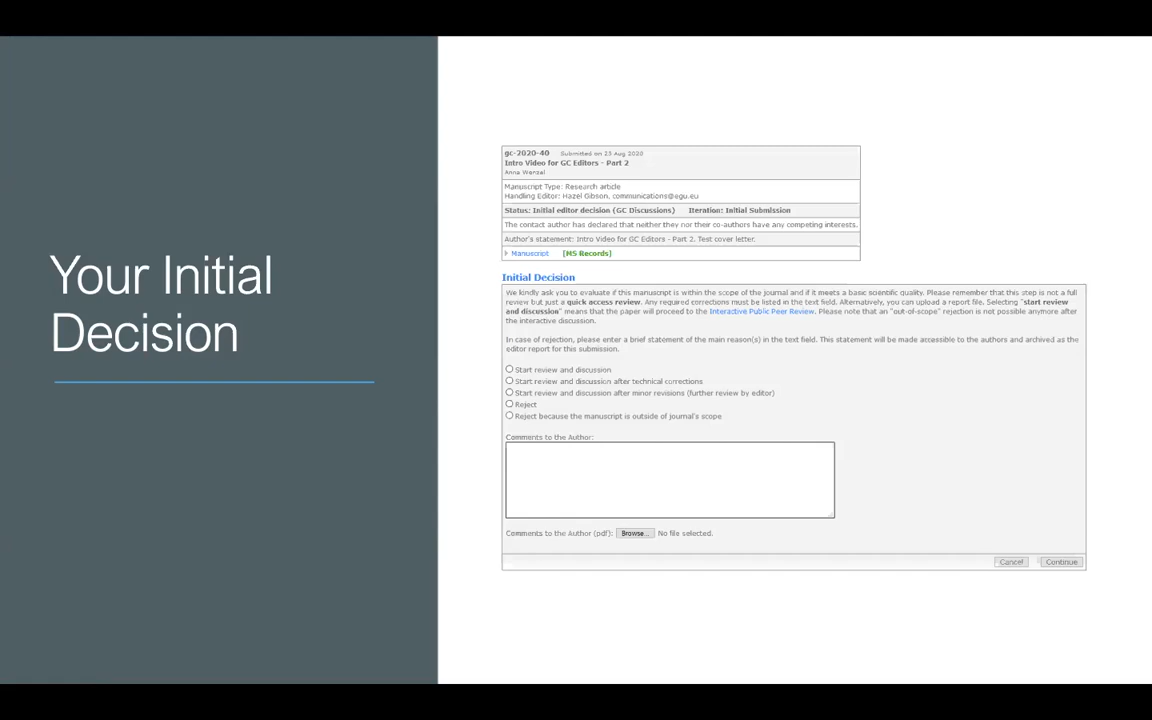 Your Initial
Decision
gc-2020-40 Submitted on 23 Aug 2020
Intro Video for GC Editors - Part 2
Anne Wensel
Manuscript Type: Research article
Handling Editor: Hazel Gibson, communications@egu.eu
Status: Initial editor decision (GC Discussions) Iteration: Initial Submission
The contact author has declared that neither they nor their co-authors have any competing interests.
Author's statement: Intro Video for GC Editors - Part 2. Test cover letter.
Manuscript [MS Records]
Initial Decision
We kindly ask you to evaluate if this manuscript is within the scope of the journal and if it meets a basic scientific quality. Please remember that this step is not a full
review but just a quick access review. Any required corrections must be listed in the text field. Alternatively, you can upload a report file. Selecting "start review
and discussion" means that the paper will proceed to the Interactive Public Peer Review. Please note that an "out-of-scope" rejection is not possible anymore after
the interactive discussion.
In case of rejection, please enter a brief statement of the main reason(s) in the text field. This statement will be made accessible to the authors and archived as the
editor report for this submission.
Start review and discussion
Start review and discussion after technical corrections
Start review and discussion after minor revisions (further review by editor)
Reject
Reject because the manuscript is outside of journal's scope
Comments to the Author:
Comments to the Author (pdf): Browse... No file selected.
Cancel Continue